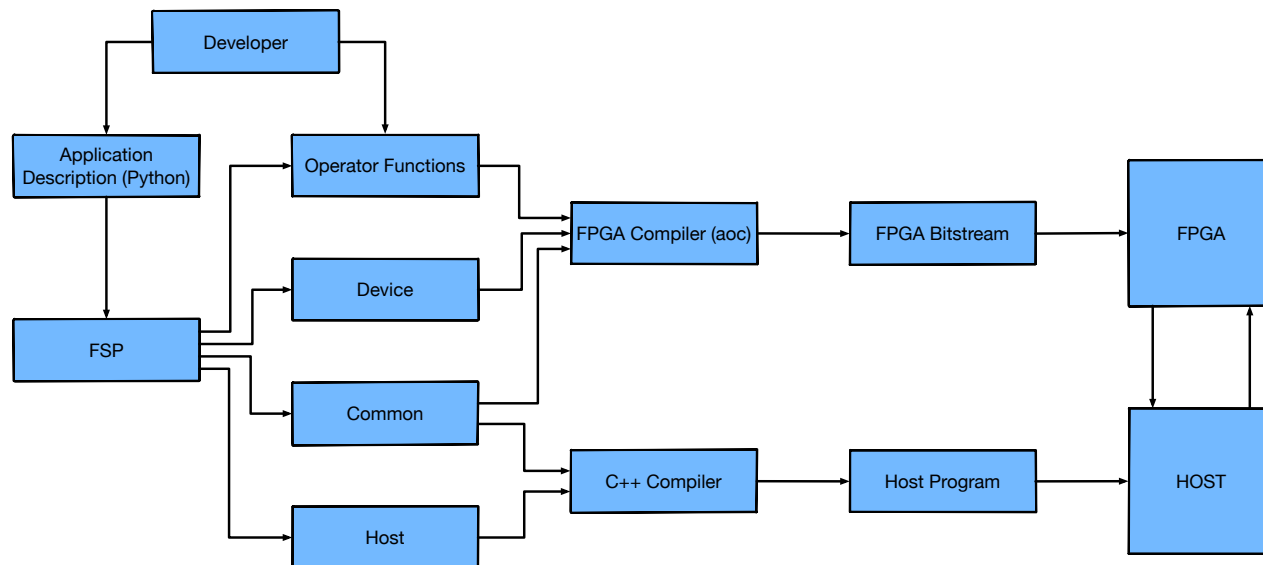 Developer
Application
Description (Python)
Operator Functions
FPGA Compiler (aoc)
FPGA Bitstream
FPGA
Device
FSP
Common
C++ Compiler
Host Program
HOST
Host